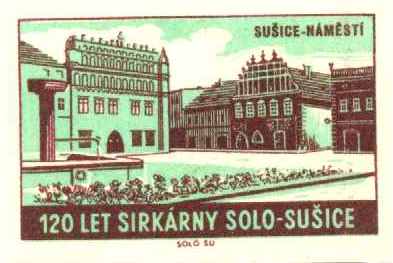 SUŠICE-NÁMĚSTÍ
120 LET SIRKÁRNY SOLO-SUŠICE
SOLO SU